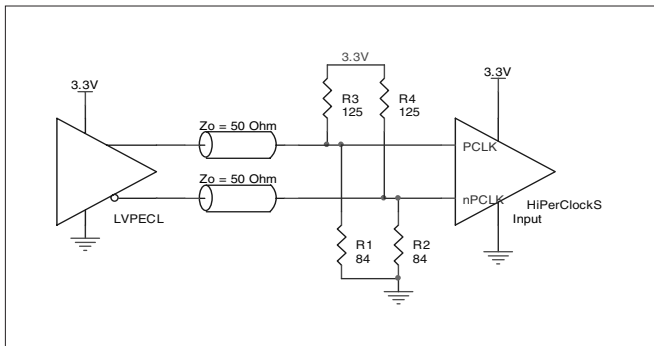 3.3V
3.3V
3.3V
R3
125
R4
125
Zo = 50 Ohm
PCLK
Zo = 50 Ohm
nPCLK
HiPerClockS
Input
LVPECL
R1
84
R2
84